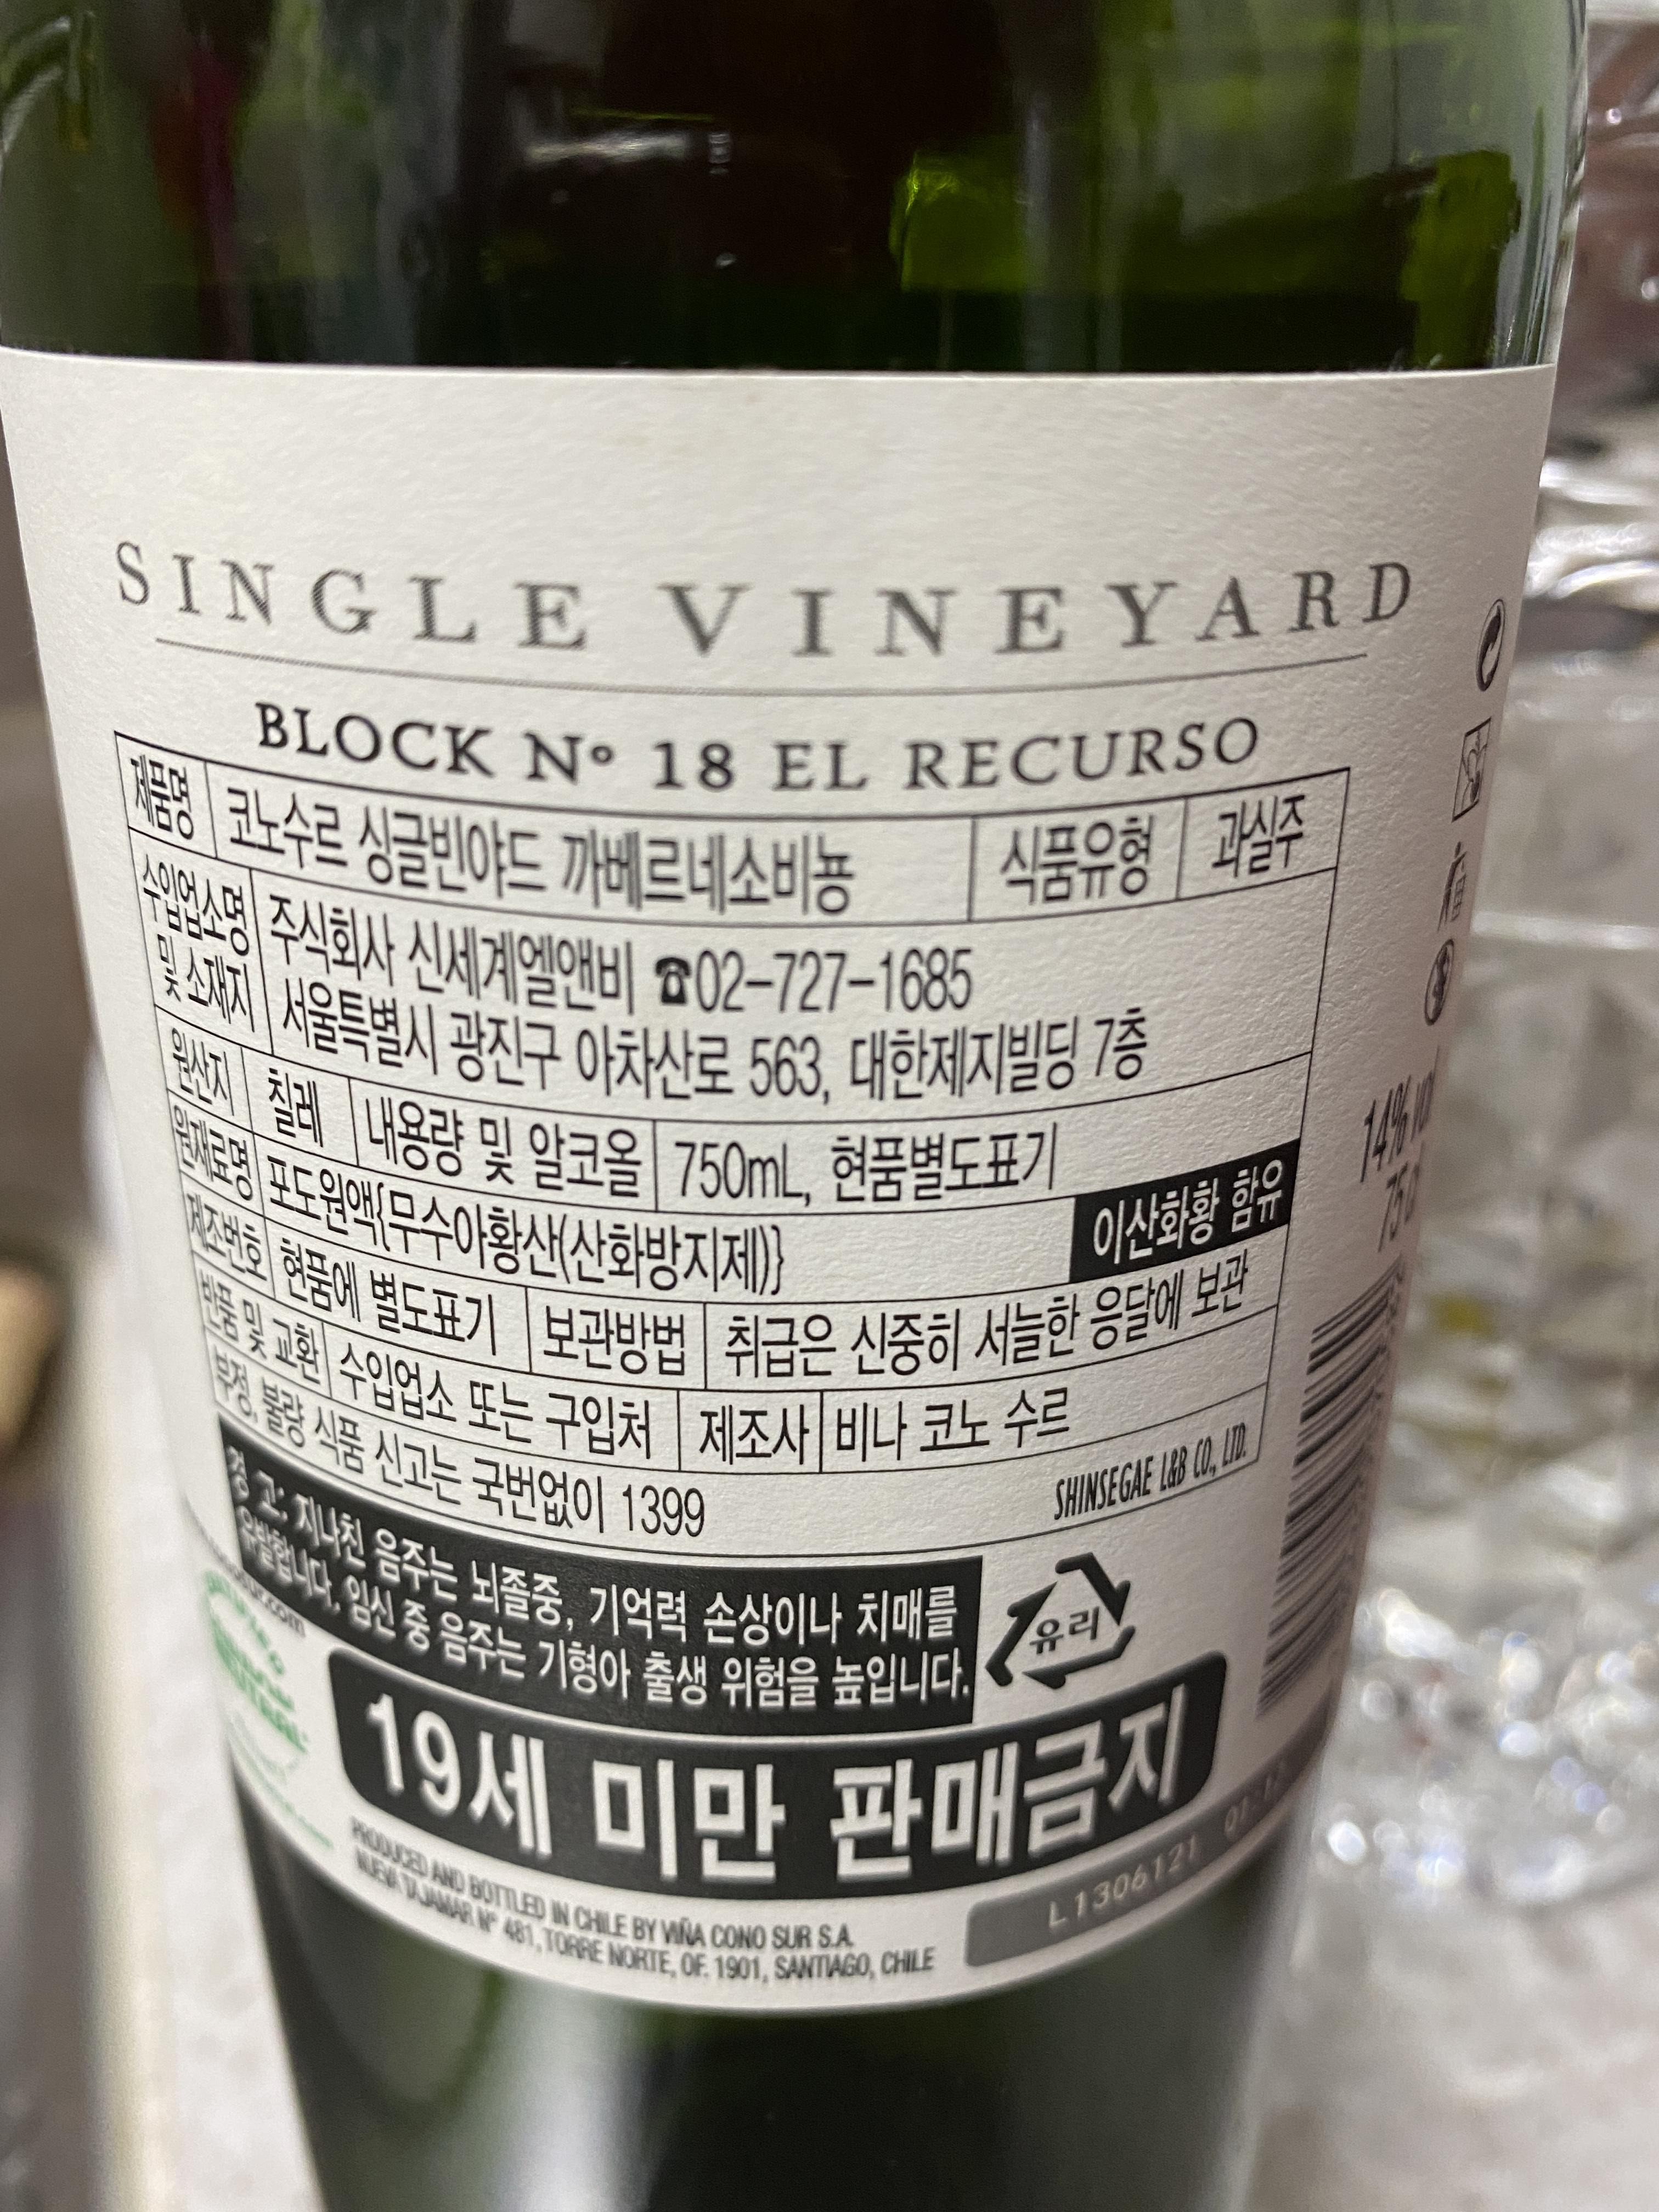 SINGLE VINEYARD
BLOCK Nº 18 EL RECURSO
제품명 코노수르 싱글빈야드 까베르네소비뇽 식품유형 과실주
수입업소명 및 소재지
주식회사 신세계엘앤비 ☎02-727-1685
서울특별시 광진구 아차산로 563, 대한제지빌딩 7층
원산지 칠레 내용량 및 알코올 750mL, 현품별도표기
원재료명 포도원액{무수아황산(산화방지제)} 이산화황 함유
제조번호 현품에 별도표기 보관방법 취급은 신중히 서늘한 응달에 보관
반품 및 교환 수입업소 또는 구입처 제조사 비나 코노 수르
부정, 불량 식품 신고는 국번없이 1399
SHINSEGAE L&B CO., LTD.
경 고: 지나친 음주는 뇌졸중, 기억력 손상이나 치매를
유발합니다. 임신 중 음주는 기형아 출생 위험을 높입니다.
유리
19세 미만 판매금지
PRODUCED AND BOTTLED IN CHILE BY VIÑA CONO SUR S.A.
NUEVA TAJAMAR Nº 481, TORRE NORTE, OF. 1901, SANTIAGO, CHILE
L1306121
14%